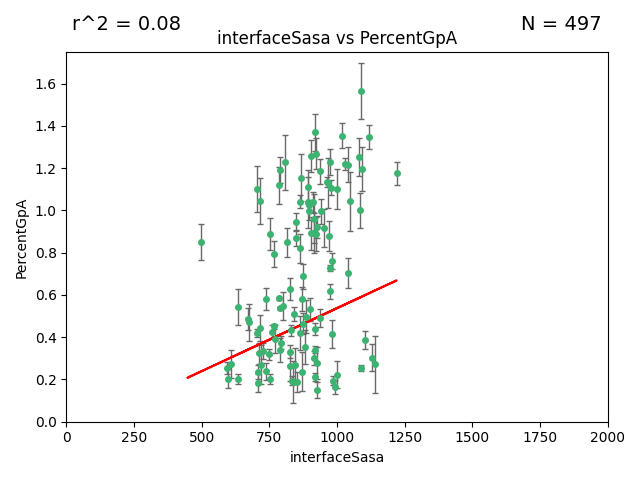 r^2 = 0.08
N = 497
interfaceSasa vs PercentGpA
PercentGpA
1.6
1.4
1.2
1.0
0.8
0.6
0.4
0.2
0.0
0 250 500 750 1000 1250 1500 1750 2000
interfaceSasa